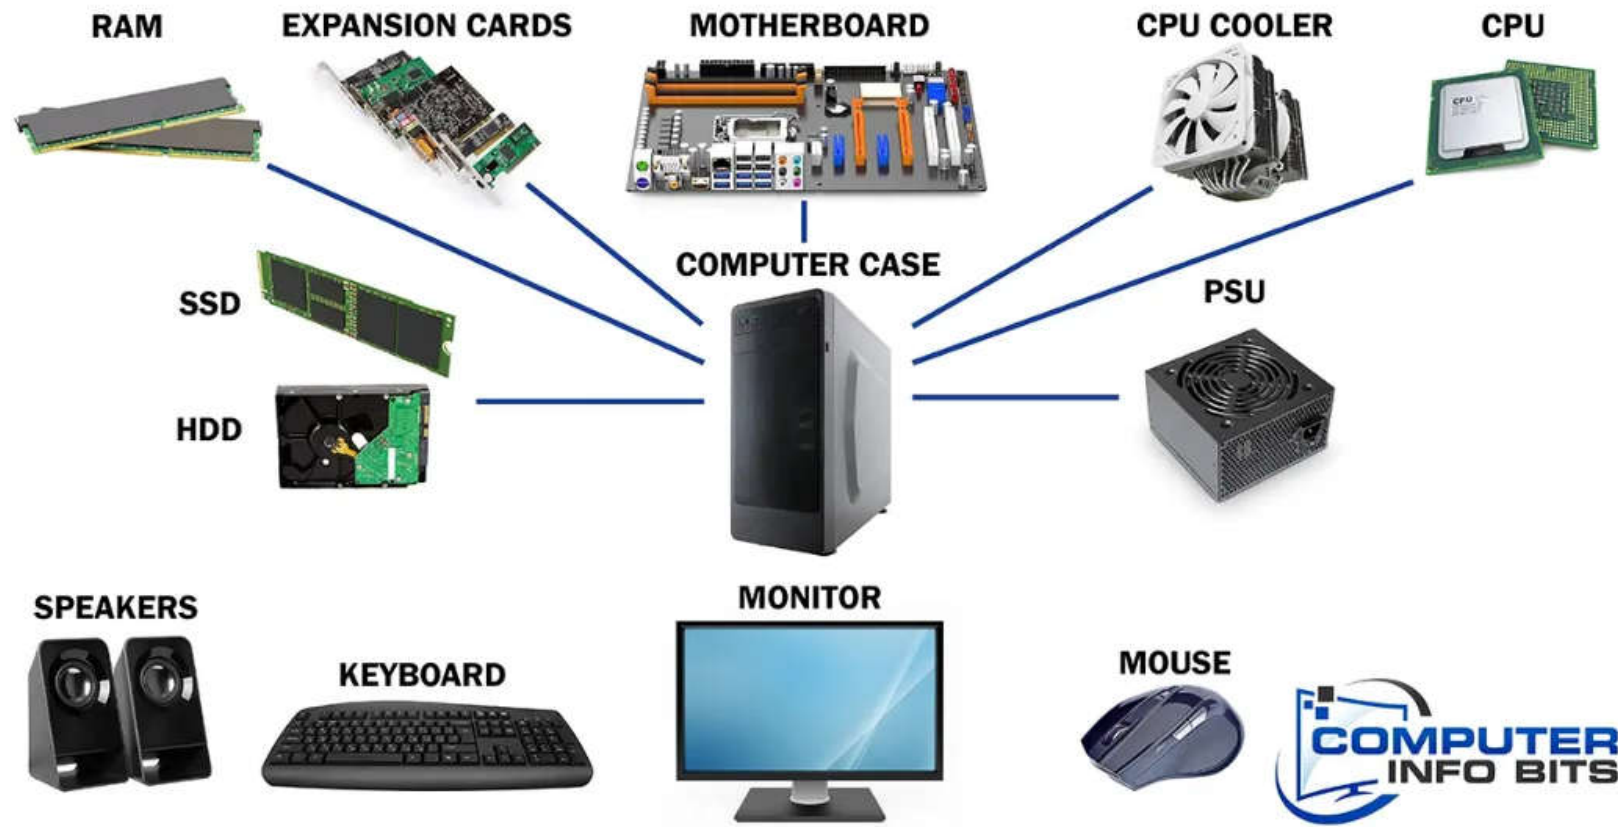 RAM
EXPANSION CARDS
MOTHERBOARD
CPU COOLER
CPU
CPU
COMPUTER CASE
SSD
PSU
HDD
SPEAKERS
MONITOR
KEYBOARD
MOUSE
COMPUTER
INFO BITS